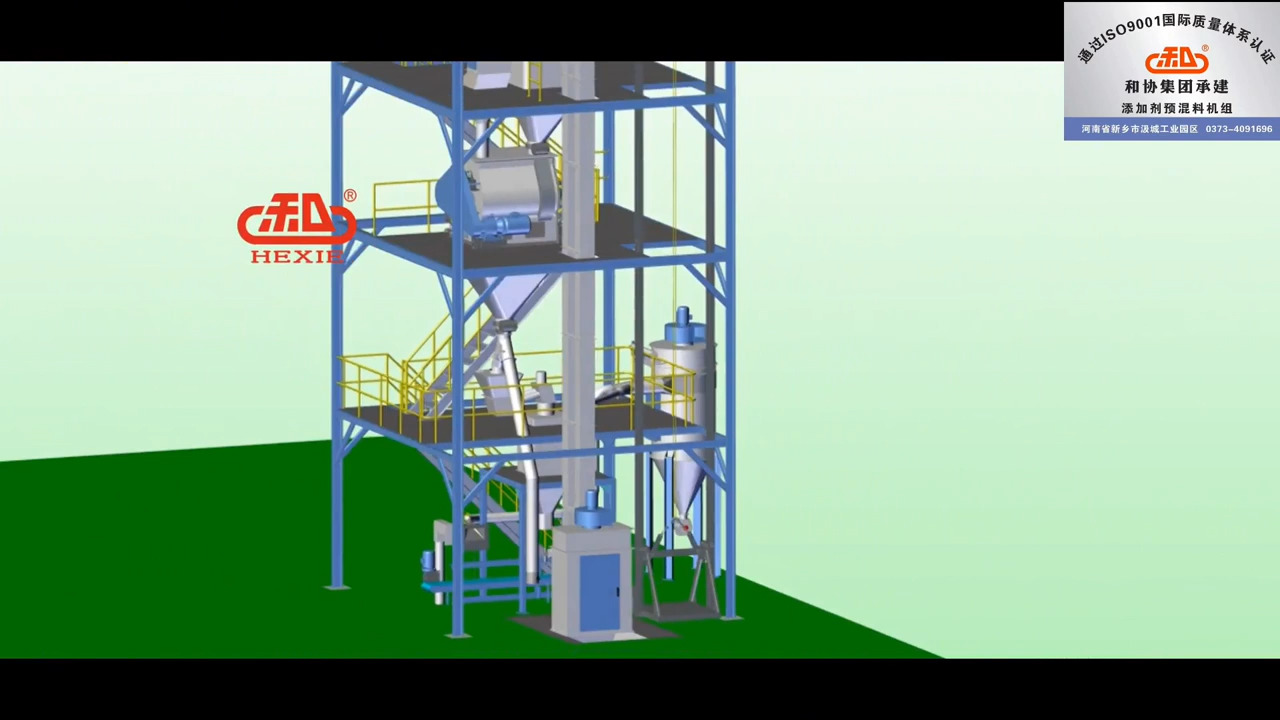 通过ISO9001国际质量体系认证
和®
和协集团承建
添加剂预混料机组
河南省新乡市汲城工业园区 0373-4091696
和®
HEXIE